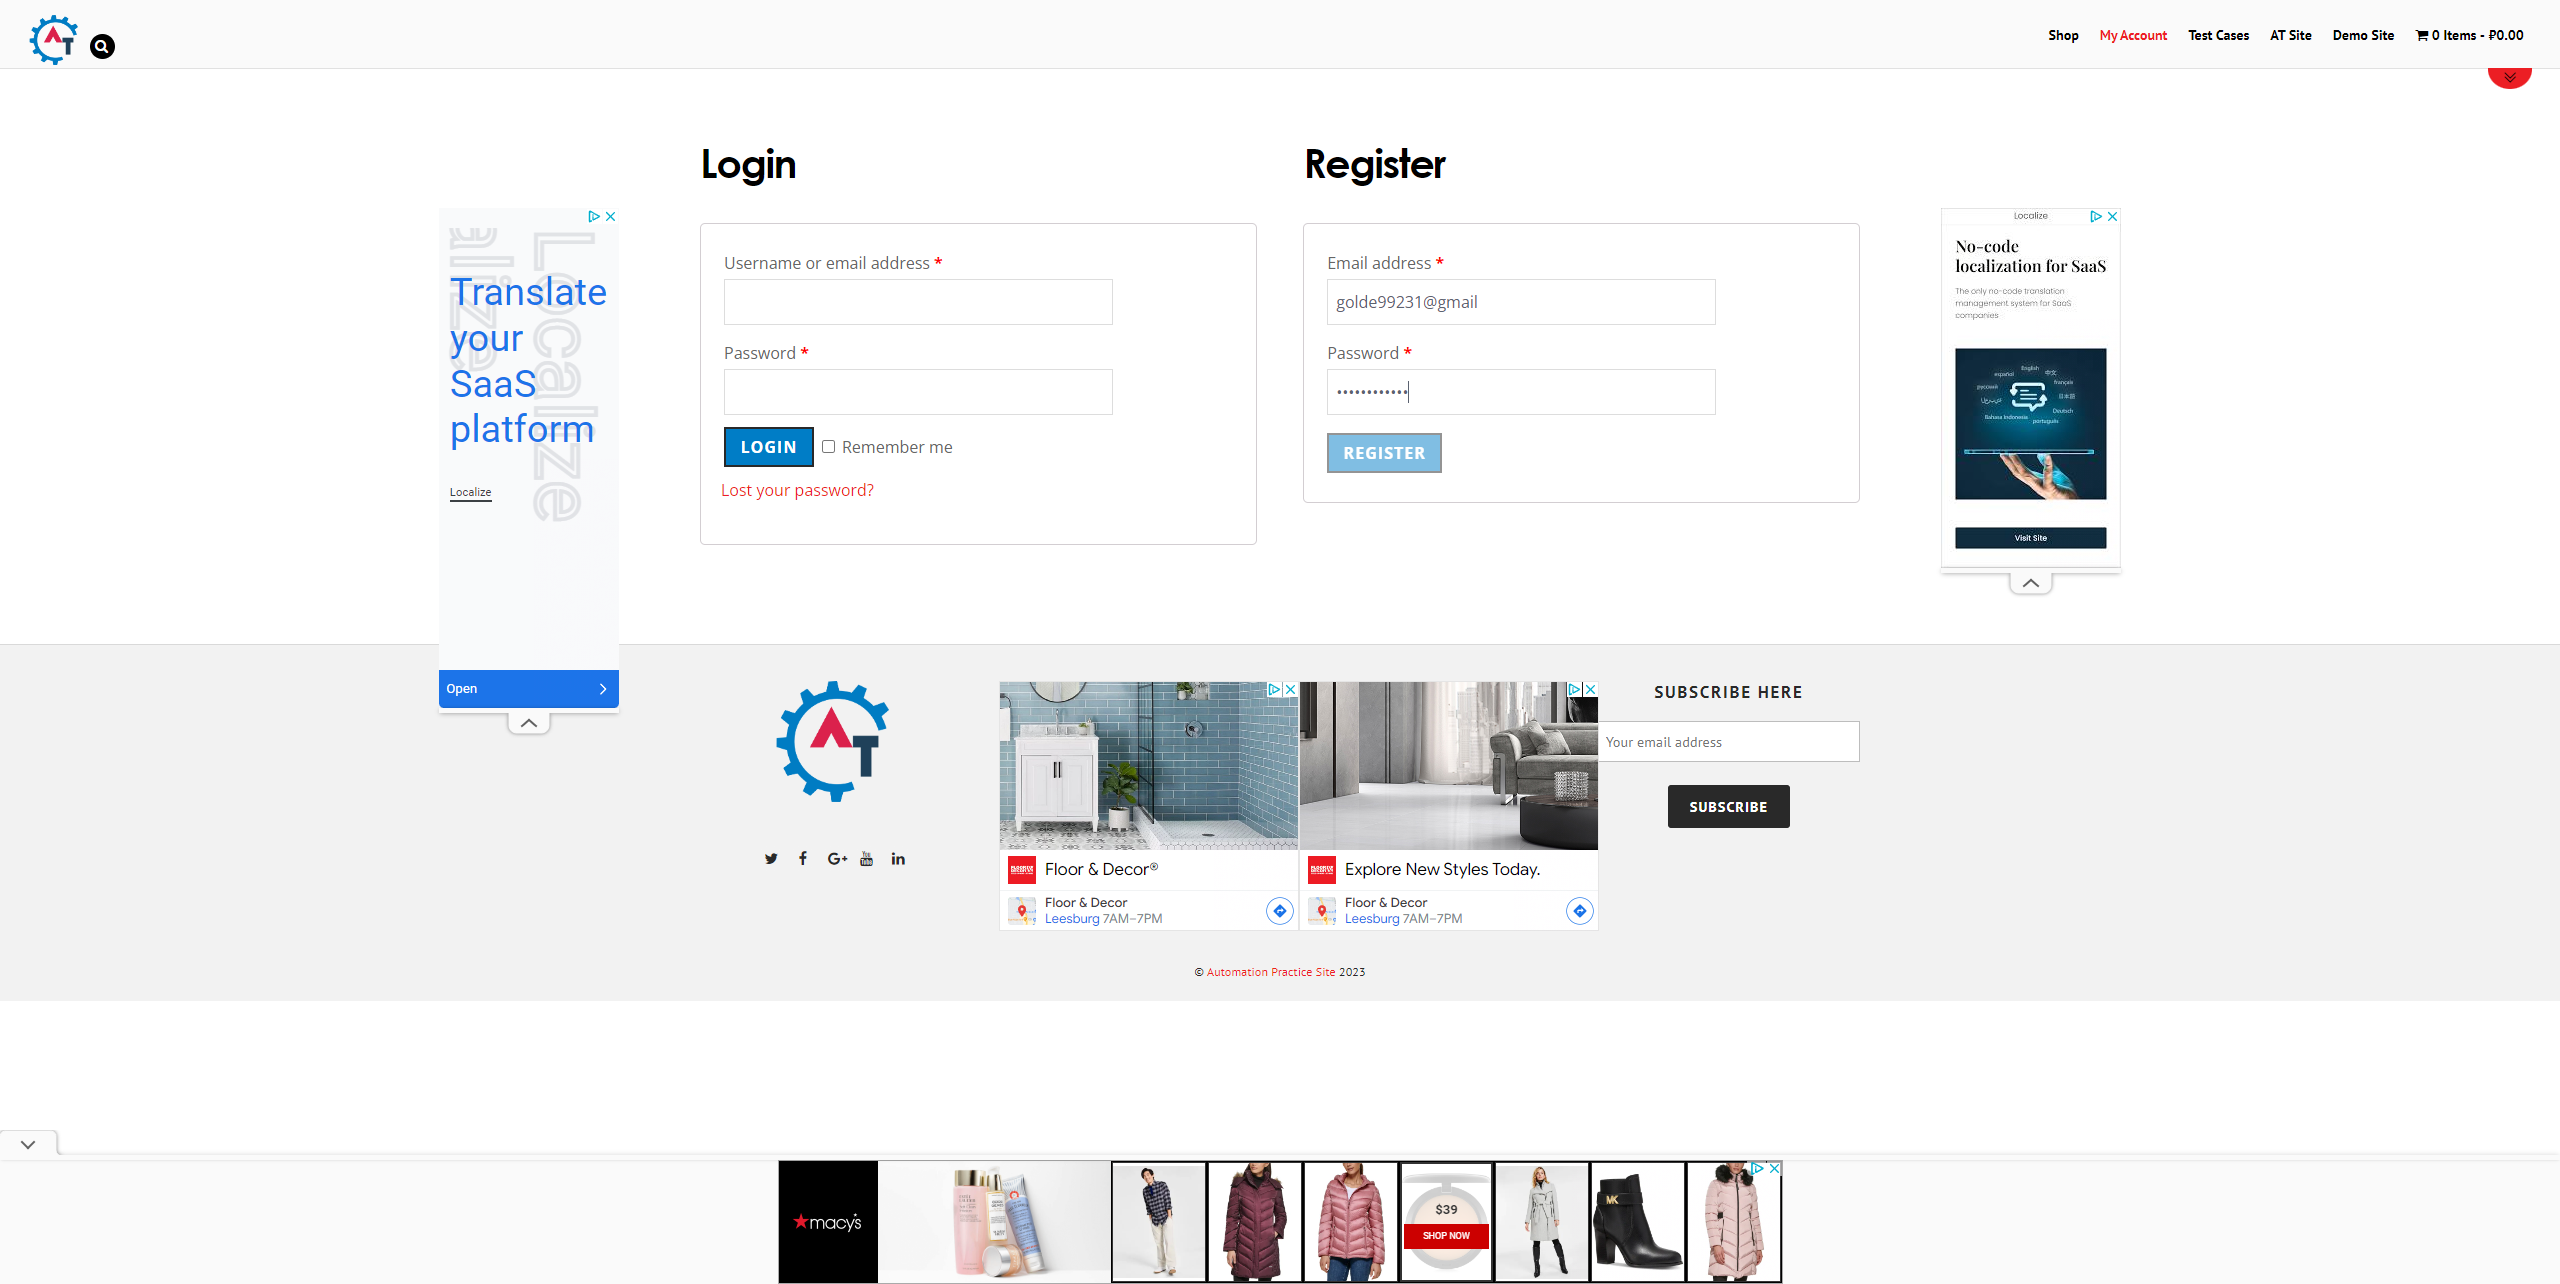 AT
Shop
My Account
Test Cases
AT Site
Demo Site
0 Items - ₽0.00
Login
Register
Username or email address *
Password *
LOGIN
Remember me
Lost your password?
Email address *
golde99231@gmail
Password *
••••••••••••
REGISTER
Localize
Translate
your
SaaS
platform
Localize
Open
Localize
No-code
localization for SaaS
The only no-code translation
management system for SaaS
companies
English
español
中文
русский
français
日本語
Deutsch
Bahasa Indonesia
português
Visit Site
AT
Floor & Decor®
Floor & Decor
Leesburg 7AM–7PM
Explore New Styles Today.
Floor & Decor
Leesburg 7AM–7PM
SUBSCRIBE HERE
Your email address
SUBSCRIBE
© Automation Practice Site 2023
macy's
$39
SHOP NOW
MK